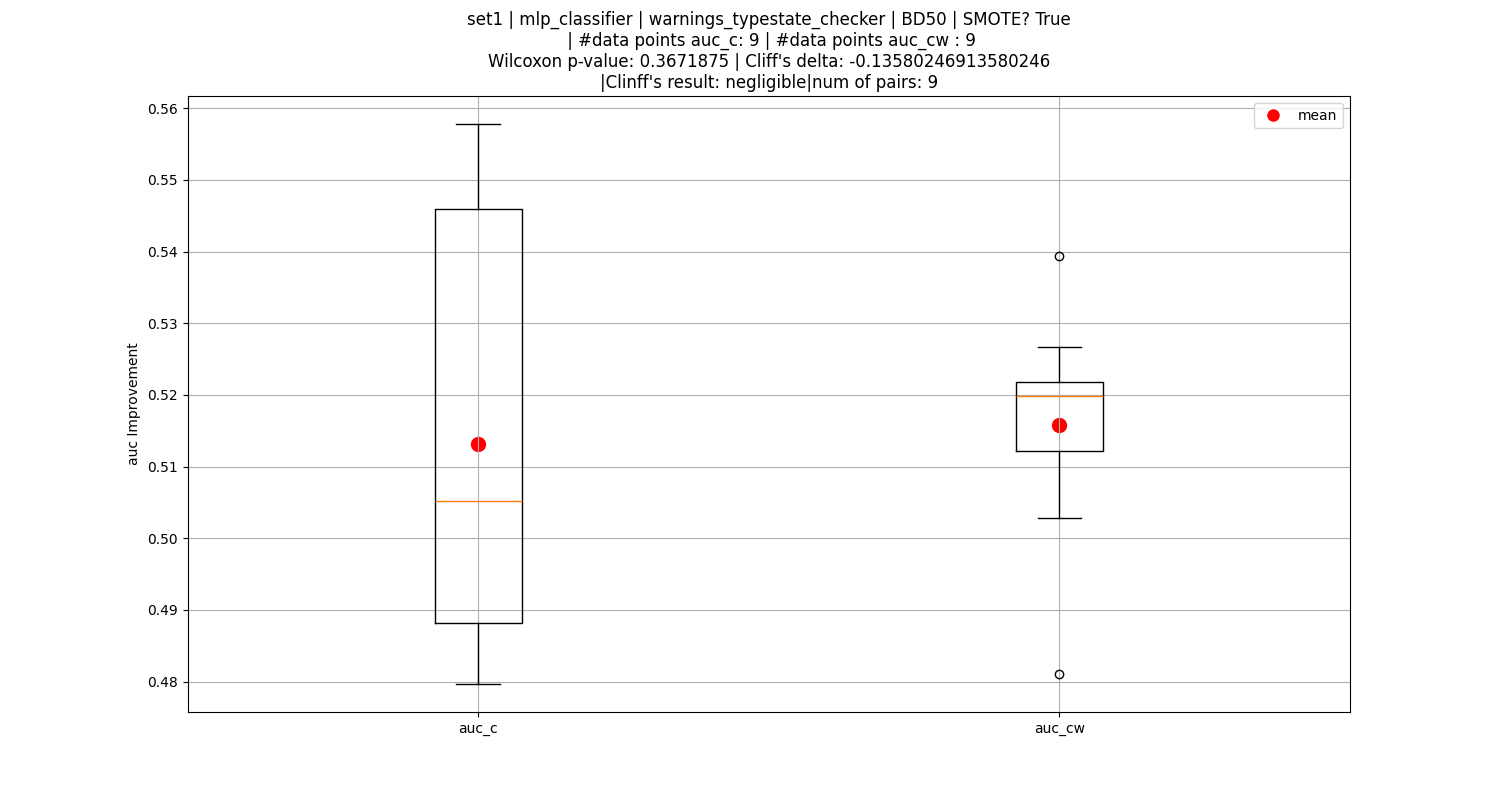 set1 | mlp_classifier | warnings_typestate_checker | BD50 | SMOTE? True
| #data points auc_c: 9 | #data points auc_cw : 9
Wilcoxon p-value: 0.3671875 | Cliff's delta: -0.13580246913580246
|Clinff's result: negligible|num of pairs: 9
mean
0.56
0.55
0.54
0.53
0.52
0.51
0.50
0.49
0.48
auc Improvement
auc_c
auc_cw